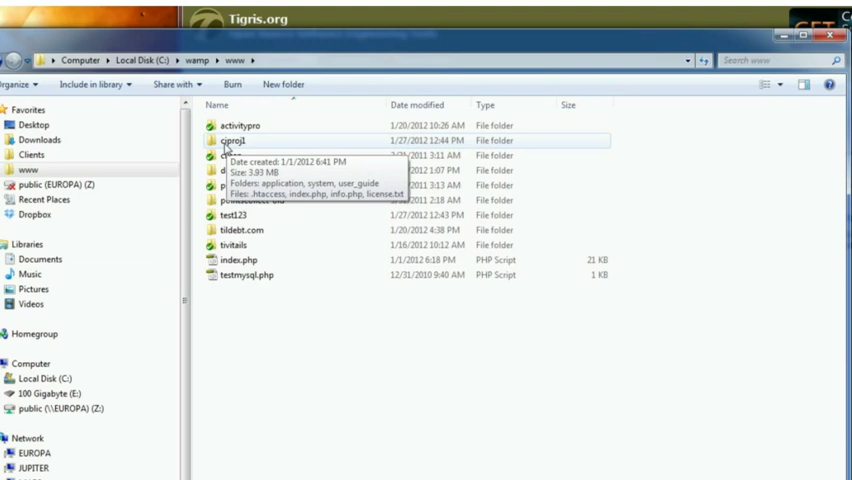 Tigris.org
Computer Local Disk (C:) wamp www
Search www
Organize Include in library Share with Burn New folder
Name Date modified Type Size
Favorites
Desktop
Downloads
Clients
www
public (EUROPA) (Z)
Recent Places
Dropbox
Libraries
Documents
Music
Pictures
Videos
Homegroup
Computer
Local Disk (C:)
100 Gigabyte (E:)
public (\\EUROPA) (Z:)
Network
EUROPA
JUPITER
activitypro 1/20/2012 10:26 AM File folder
ciproj1 1/27/2012 12:44 PM File folder
3:11 AM File folder
1:07 PM File folder
3:13 AM File folder
2:18 AM File folder
test123 1/27/2012 12:43 PM File folder
tildebt.com 1/20/2012 4:38 PM File folder
tivitails 1/16/2012 10:12 AM File folder
index.php 1/1/2012 6:18 PM PHP Script 21 KB
testmysql.php 12/31/2010 9:40 AM PHP Script 1 KB
Date created: 1/1/2012 6:41 PM
Size: 3.93 MB
Folders: application, system, user_guide
Files: .htaccess, index.php, info.php, license.txt